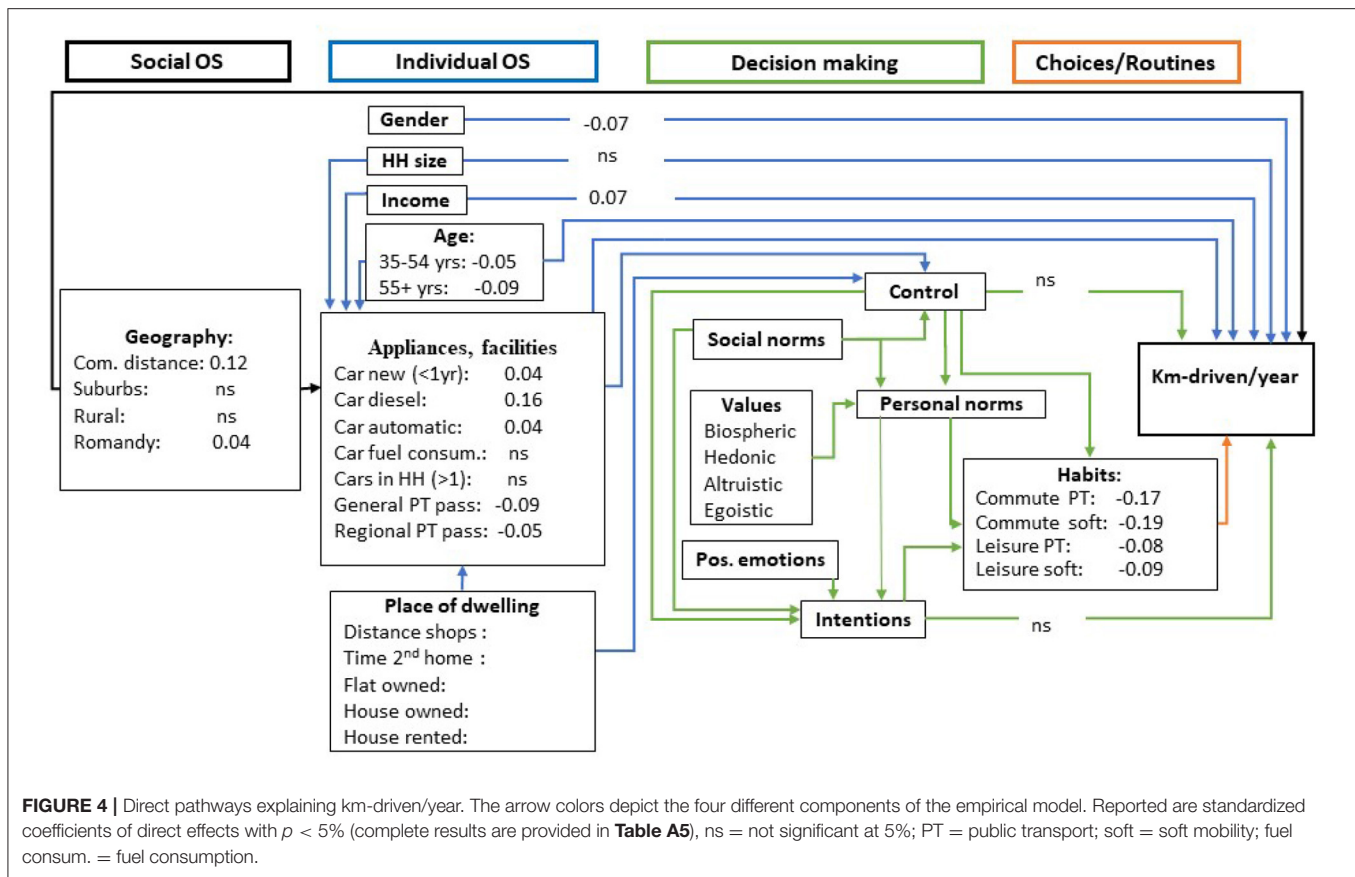 Social OS
Individual OS
Decision making
Choices/Routines
Gender
-0.07
HH size
ns
Income
0.07
Age:
35-54 yrs: -0.05
55+ yrs: -0.09
Geography:
Com. distance: 0.12
Suburbs: ns
Rural: ns
Romandy: 0.04
Appliances, facilities
Car new (<1yr): 0.04
Car diesel: 0.16
Car automatic: 0.04
Car fuel consum.: ns
Cars in HH (>1): ns
General PT pass: -0.09
Regional PT pass: -0.05
Place of dwelling
Distance shops :
Time 2nd home :
Flat owned:
House owned:
House rented:
Control
ns
Social norms
Personal norms
Values
Biospheric
Hedonic
Altruistic
Egoistic
Pos. emotions
Intentions
ns
Habits:
Commute PT: -0.17
Commute soft: -0.19
Leisure PT: -0.08
Leisure soft: -0.09
Km-driven/year
FIGURE 4 | Direct pathways explaining km-driven/year. The arrow colors depict the four different components of the empirical model. Reported are standardized
coefficients of direct effects with p < 5% (complete results are provided in Table A5), ns = not significant at 5%; PT = public transport; soft = soft mobility; fuel
consum. = fuel consumption.